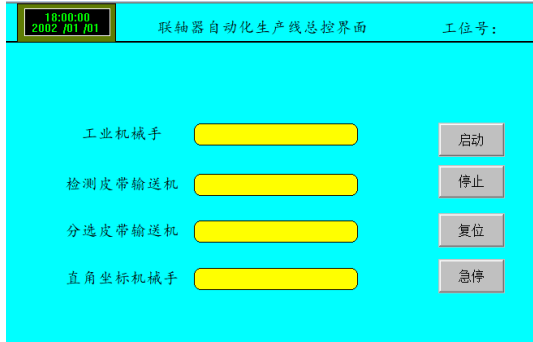 18:00:00
2002 /01 /01
联轴器自动化生产线总控界面
工位号:
工业机械手
启动
检测皮带输送机
停止
分选皮带输送机
复位
直角坐标机械手
急停